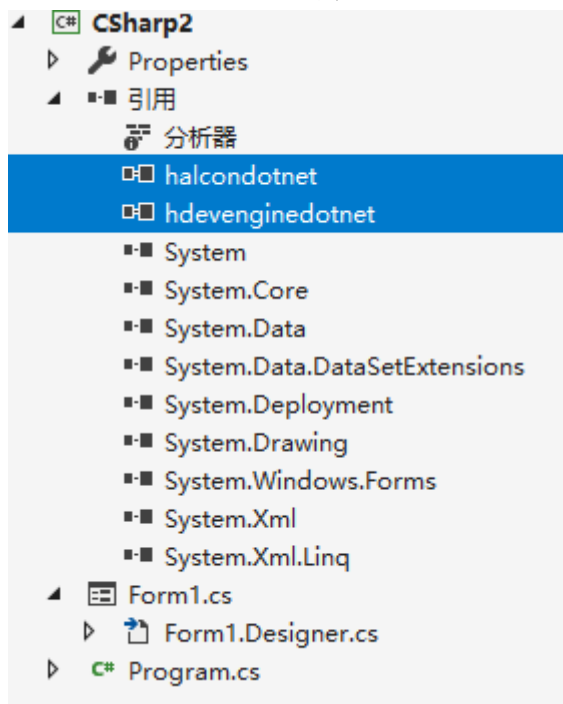 C# CSharp2
Properties
引用
分析器
halcondotnet
hdevenginedotnet
System
System.Core
System.Data
System.Data.DataSetExtensions
System.Deployment
System.Drawing
System.Windows.Forms
System.Xml
System.Xml.Linq
Form1.cs
Form1.Designer.cs
C# Program.cs